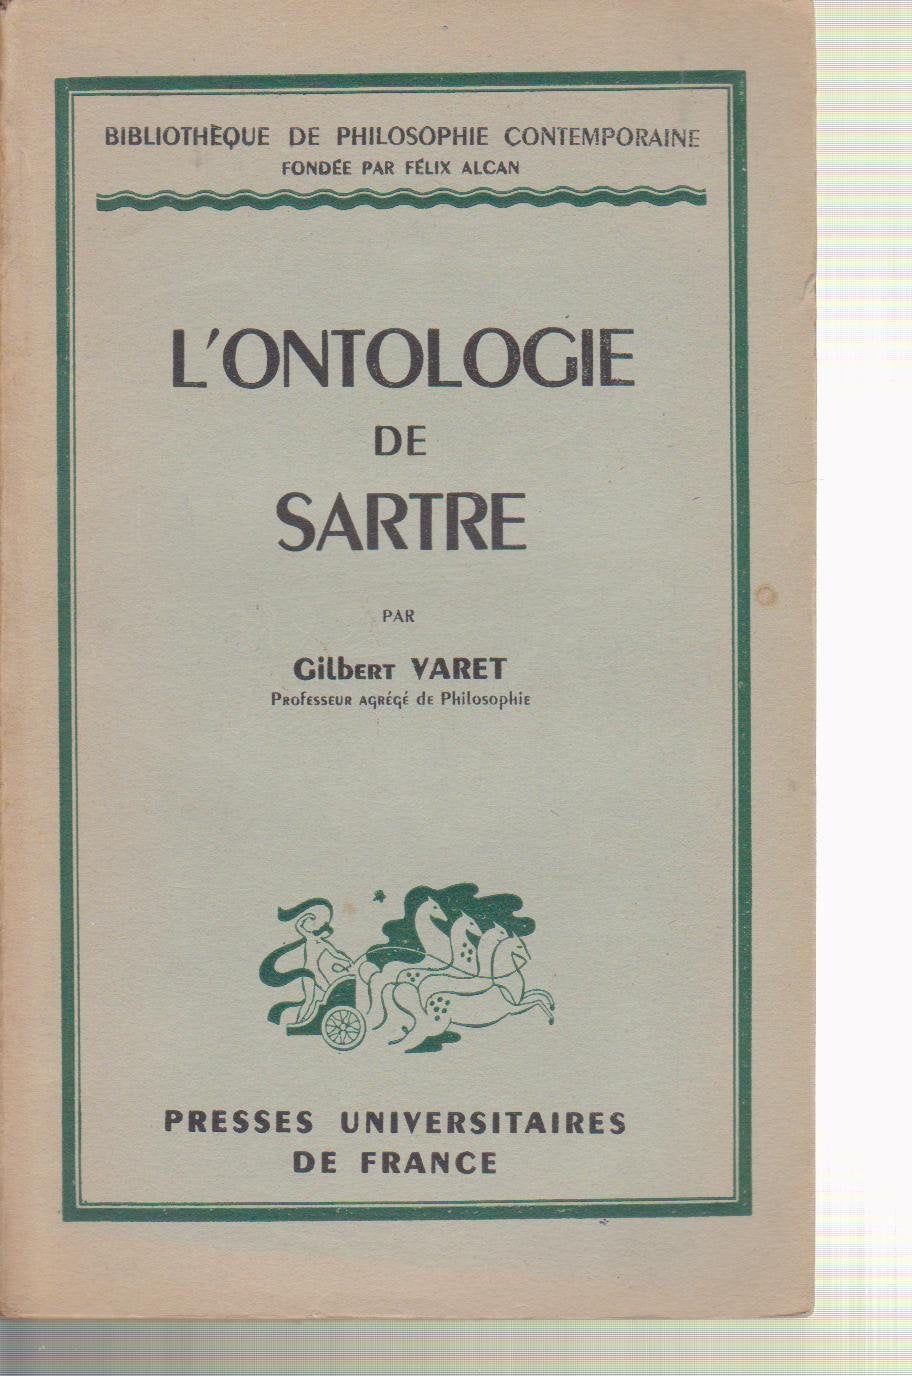 BIBLIOTHÈQUE DE PHILOSOPHIE CONTEMPORAINE
FONDÉE PAR FÉLIX ALCAN
L'ONTOLOGIE
DE
SARTRE
PAR
Gilbert VARET
Professeur agrégé de Philosophie
PRESSES UNIVERSITAIRES
DE FRANCE